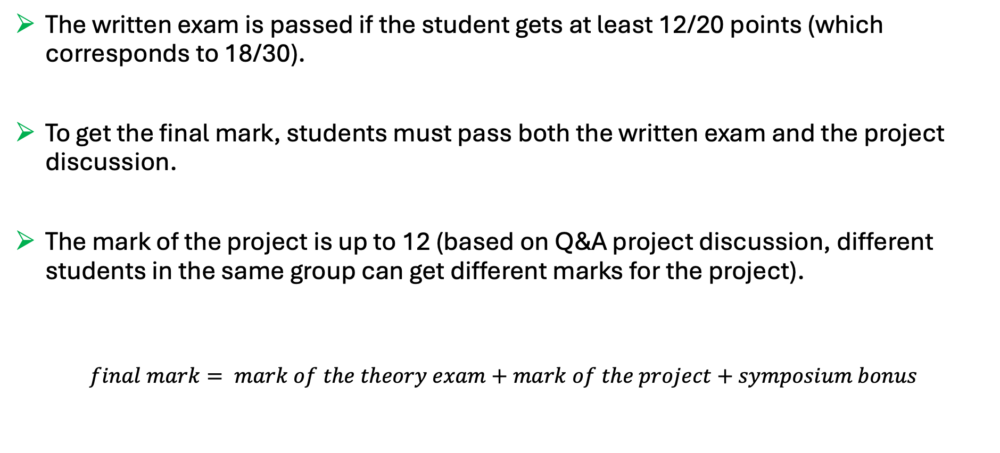 The written exam is passed if the student gets at least 12/20 points (which
corresponds to 18/30).
To get the final mark, students must pass both the written exam and the project
discussion.
The mark of the project is up to 12 (based on Q&A project discussion, different
students in the same group can get different marks for the project).
final mark = mark of the theory exam + mark of the project + symposium bonus